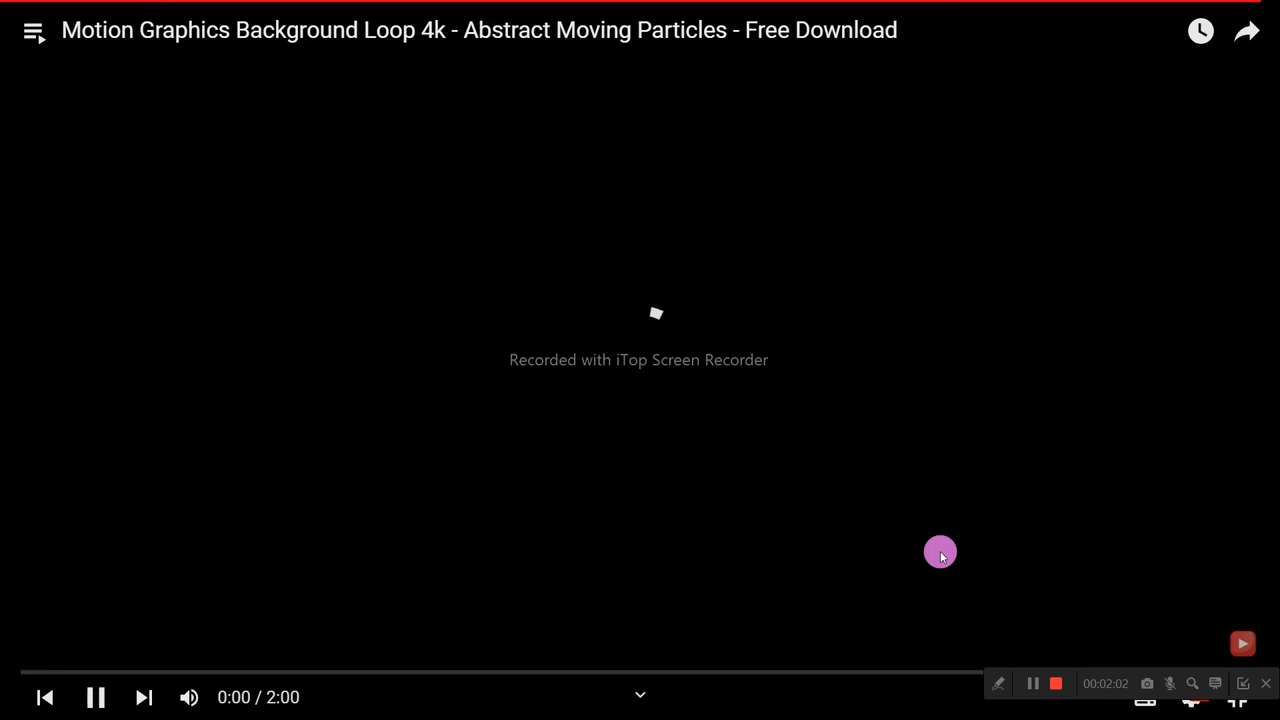 Motion Graphics Background Loop 4k - Abstract Moving Particles - Free Download
Recorded with iTop Screen Recorder
0:00 / 2:00
00:02:02